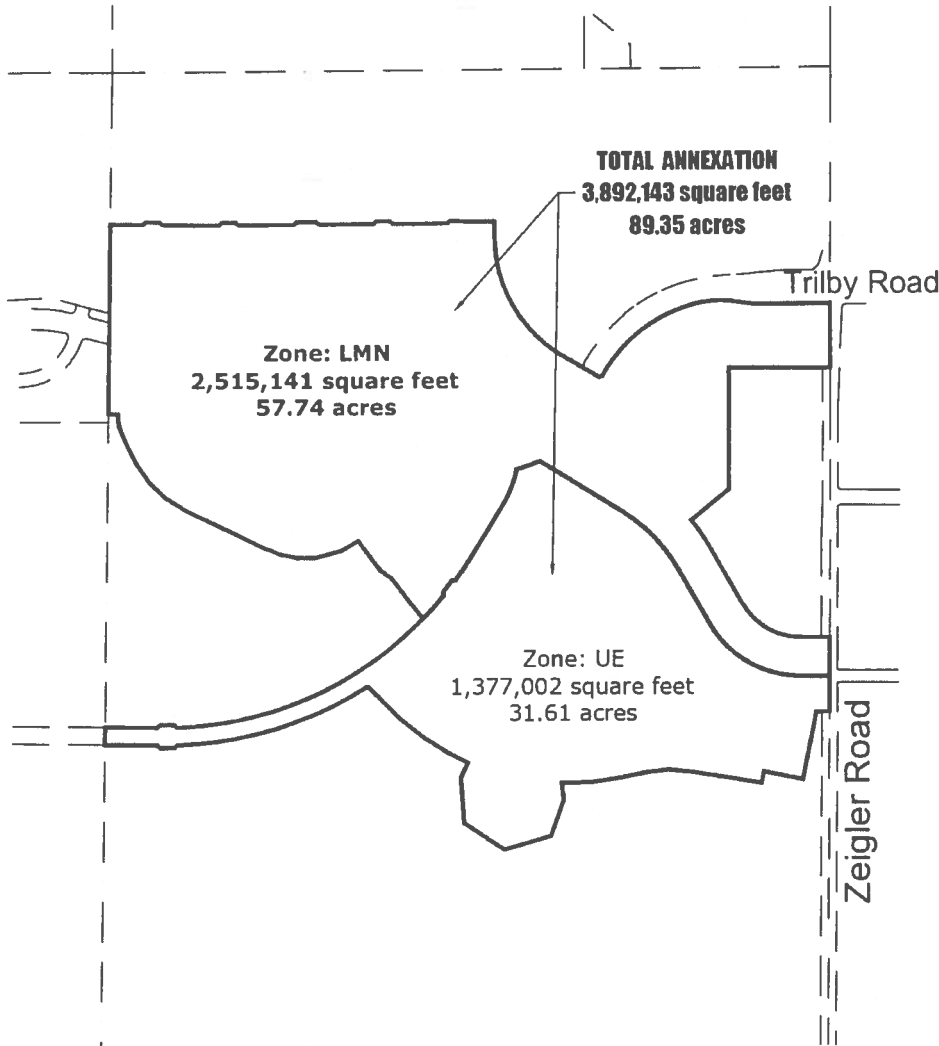 TOTAL ANNEXATION
3,892,143 square feet
89.35 acres
Trilby Road
Zone: LMN
2,515,141 square feet
57.74 acres
Zone: UE
1,377,002 square feet
31.61 acres
Zeigler Road